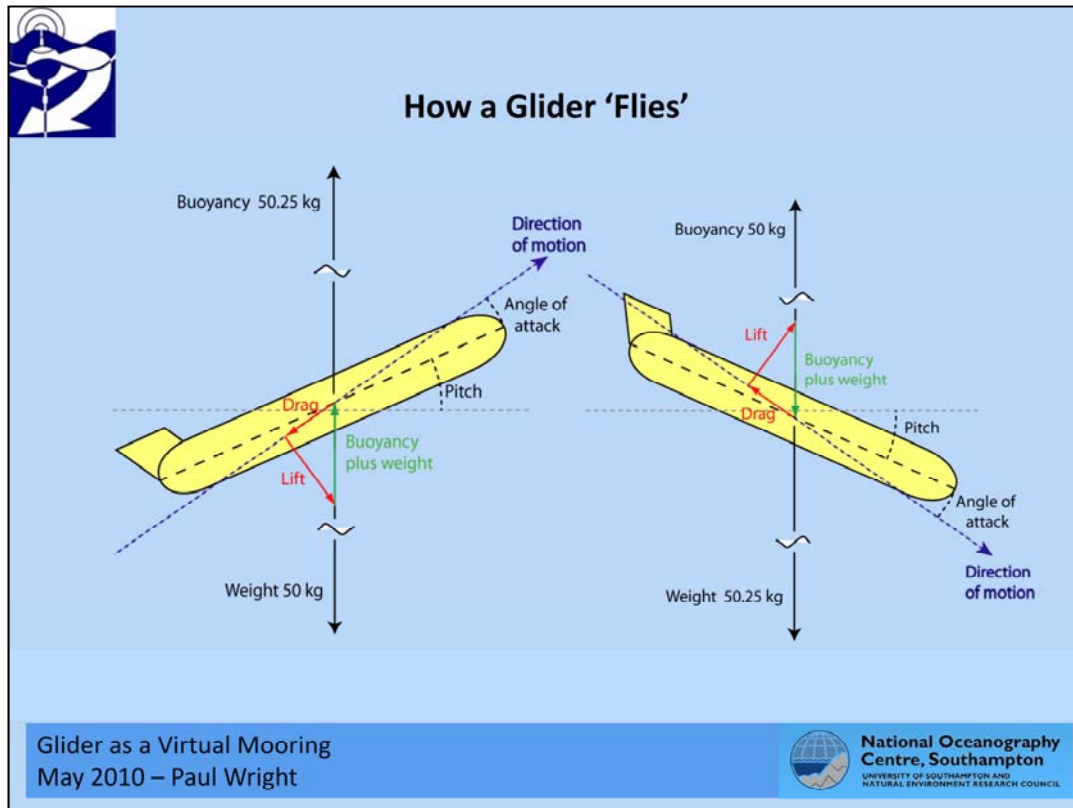 How a Glider ‘Flies’
Buoyancy 50.25 kg
Direction
of motion
Angle of
attack
Pitch
Drag
Buoyancy
plus weight
Lift
Weight 50 kg
Buoyancy 50 kg
Lift
Buoyancy
plus weight
Drag
Pitch
Angle of
attack
Direction
of motion
Weight 50.25 kg
Glider as a Virtual Mooring
May 2010 – Paul Wright
National Oceanography
Centre, Southampton
UNIVERSITY OF SOUTHAMPTON AND
NATURAL ENVIRONMENT RESEARCH COUNCIL